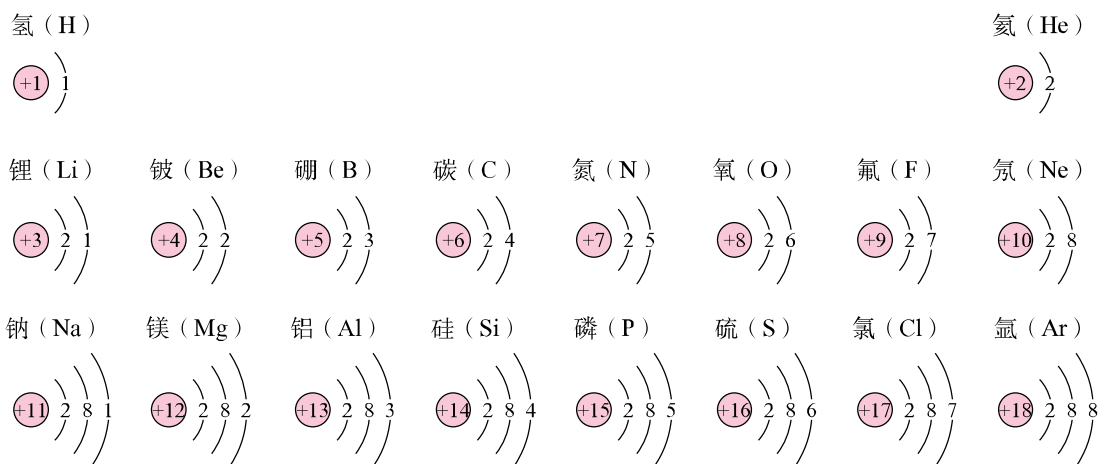 氢（H） 氦（He）
+1 1 +2 2
锂（Li） 铍（Be） 硼（B） 碳（C） 氮（N） 氧（O） 氟（F） 氖（Ne）
+3 2 1 +4 2 2 +5 2 3 +6 2 4 +7 2 5 +8 2 6 +9 2 7 +10 2 8
钠（Na） 镁（Mg） 铝（Al） 硅（Si） 磷（P） 硫（S） 氯（Cl） 氩（Ar）
+11 2 8 1 +12 2 8 2 +13 2 8 3 +14 2 8 4 +15 2 8 5 +16 2 8 6 +17 2 8 7 +18 2 8 8